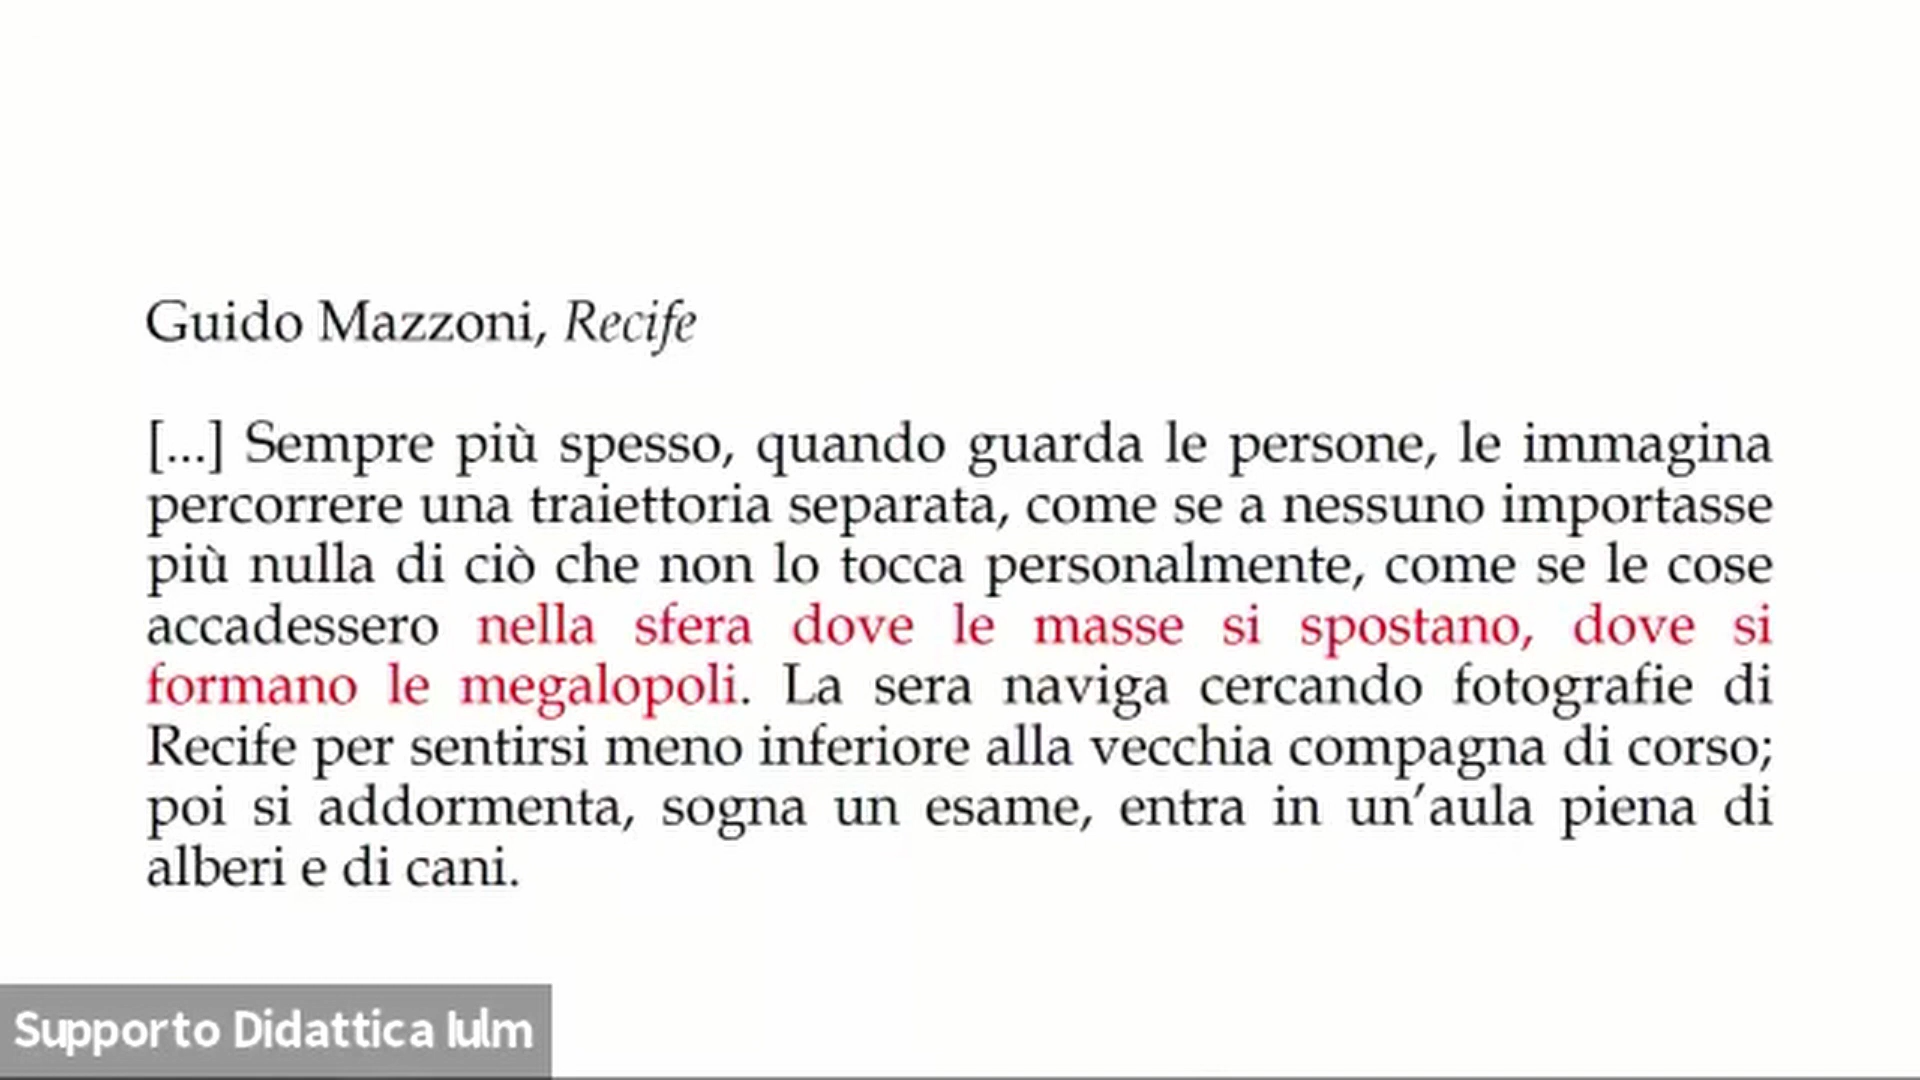 Guido Mazzoni, Recife
[...] Sempre più spesso, quando guarda le persone, le immagina
percorrere una traiettoria separata, come se a nessuno importasse
più nulla di ciò che non lo tocca personalmente, come se le cose
accadessero nella sfera dove le masse si spostano, dove si
formano le megalopoli. La sera naviga cercando fotografie di
Recife per sentirsi meno inferiore alla vecchia compagna di corso;
poi si addormenta, sogna un esame, entra in un’aula piena di
alberi e di cani.
Supporto Didattica Iulm